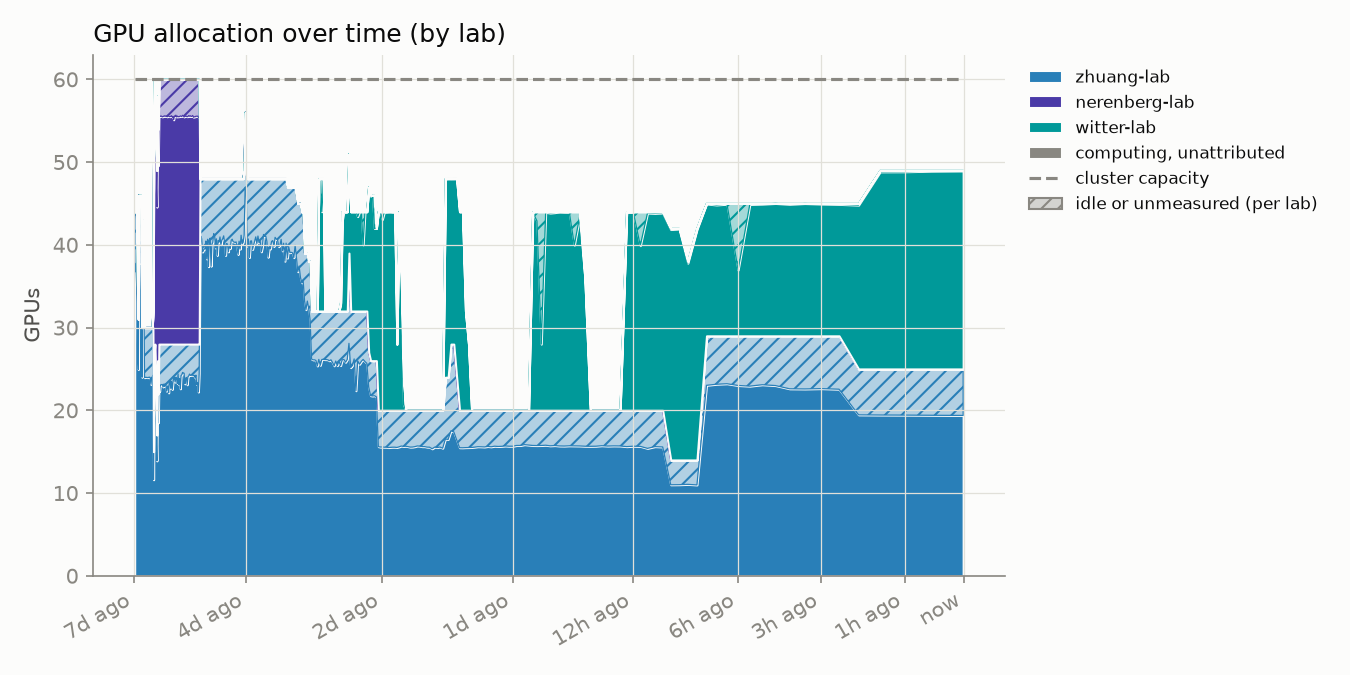 GPU allocation over time (by lab)
GPUs
60
50
40
30
20
10
0
7d ago
4d ago
2d ago
1d ago
12h ago
6h ago
3h ago
1h ago
now
zhuang-lab
nerenberg-lab
witter-lab
computing, unattributed
cluster capacity
idle or unmeasured (per lab)